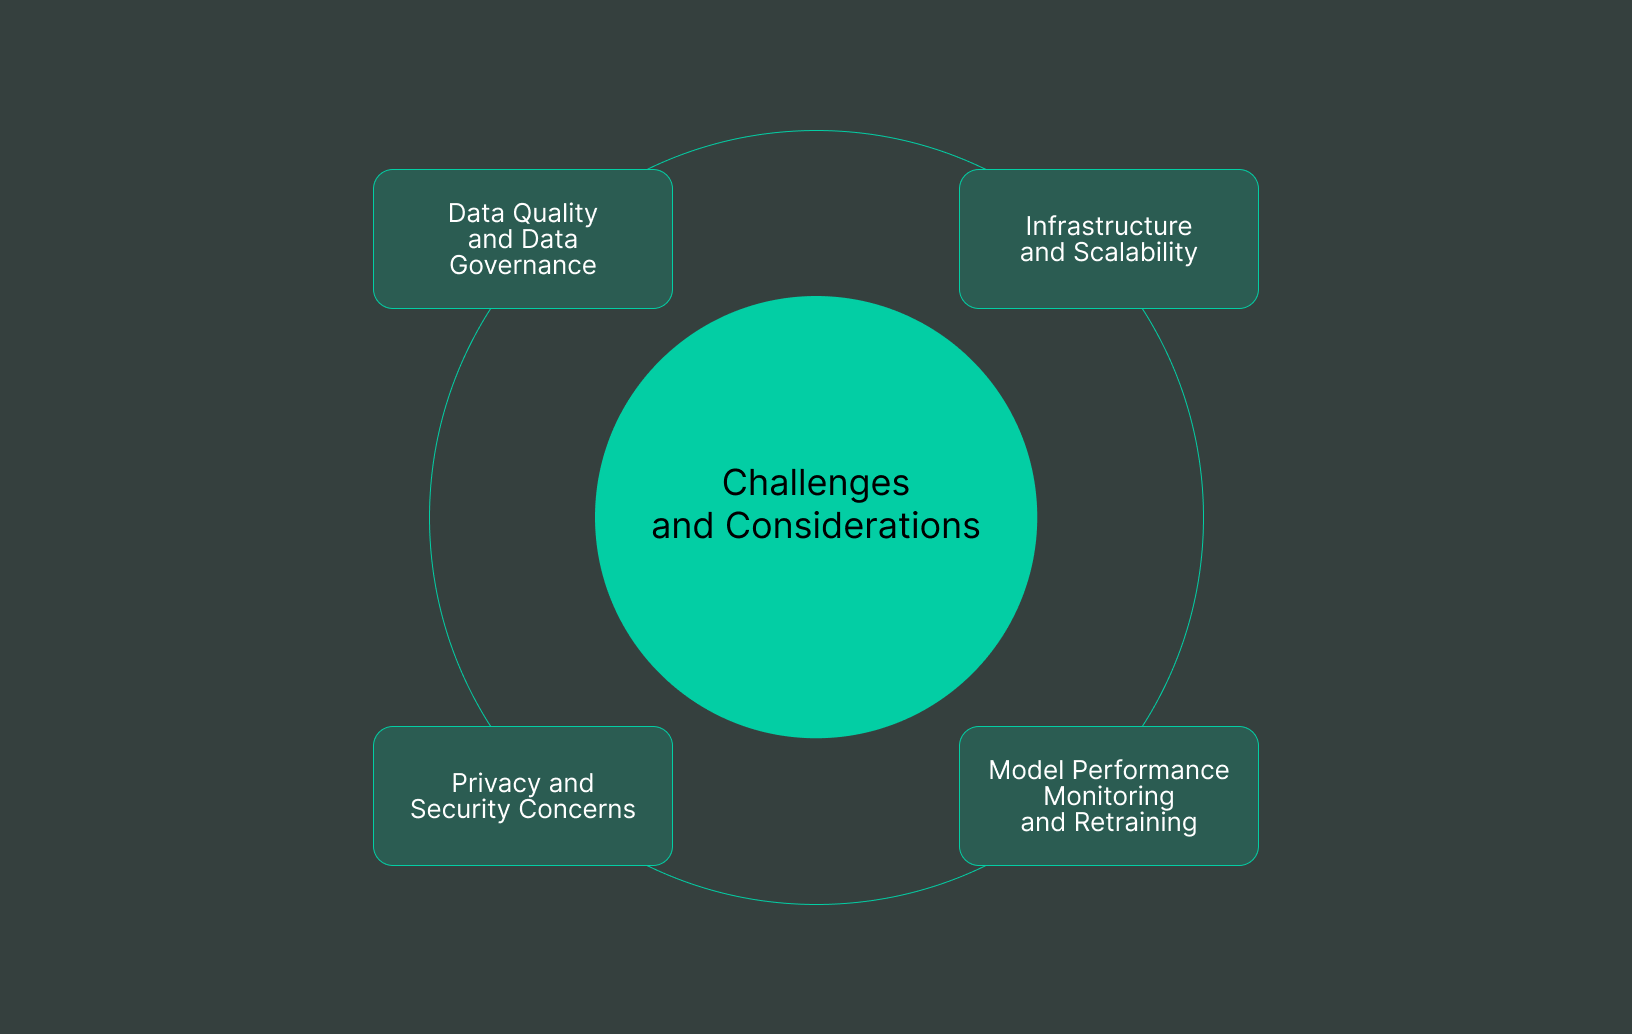 Data Quality
and Data
Governance
Infrastructure
and Scalability
Challenges
and Considerations
Privacy and
Security Concerns
Model Performance
Monitoring
and Retraining